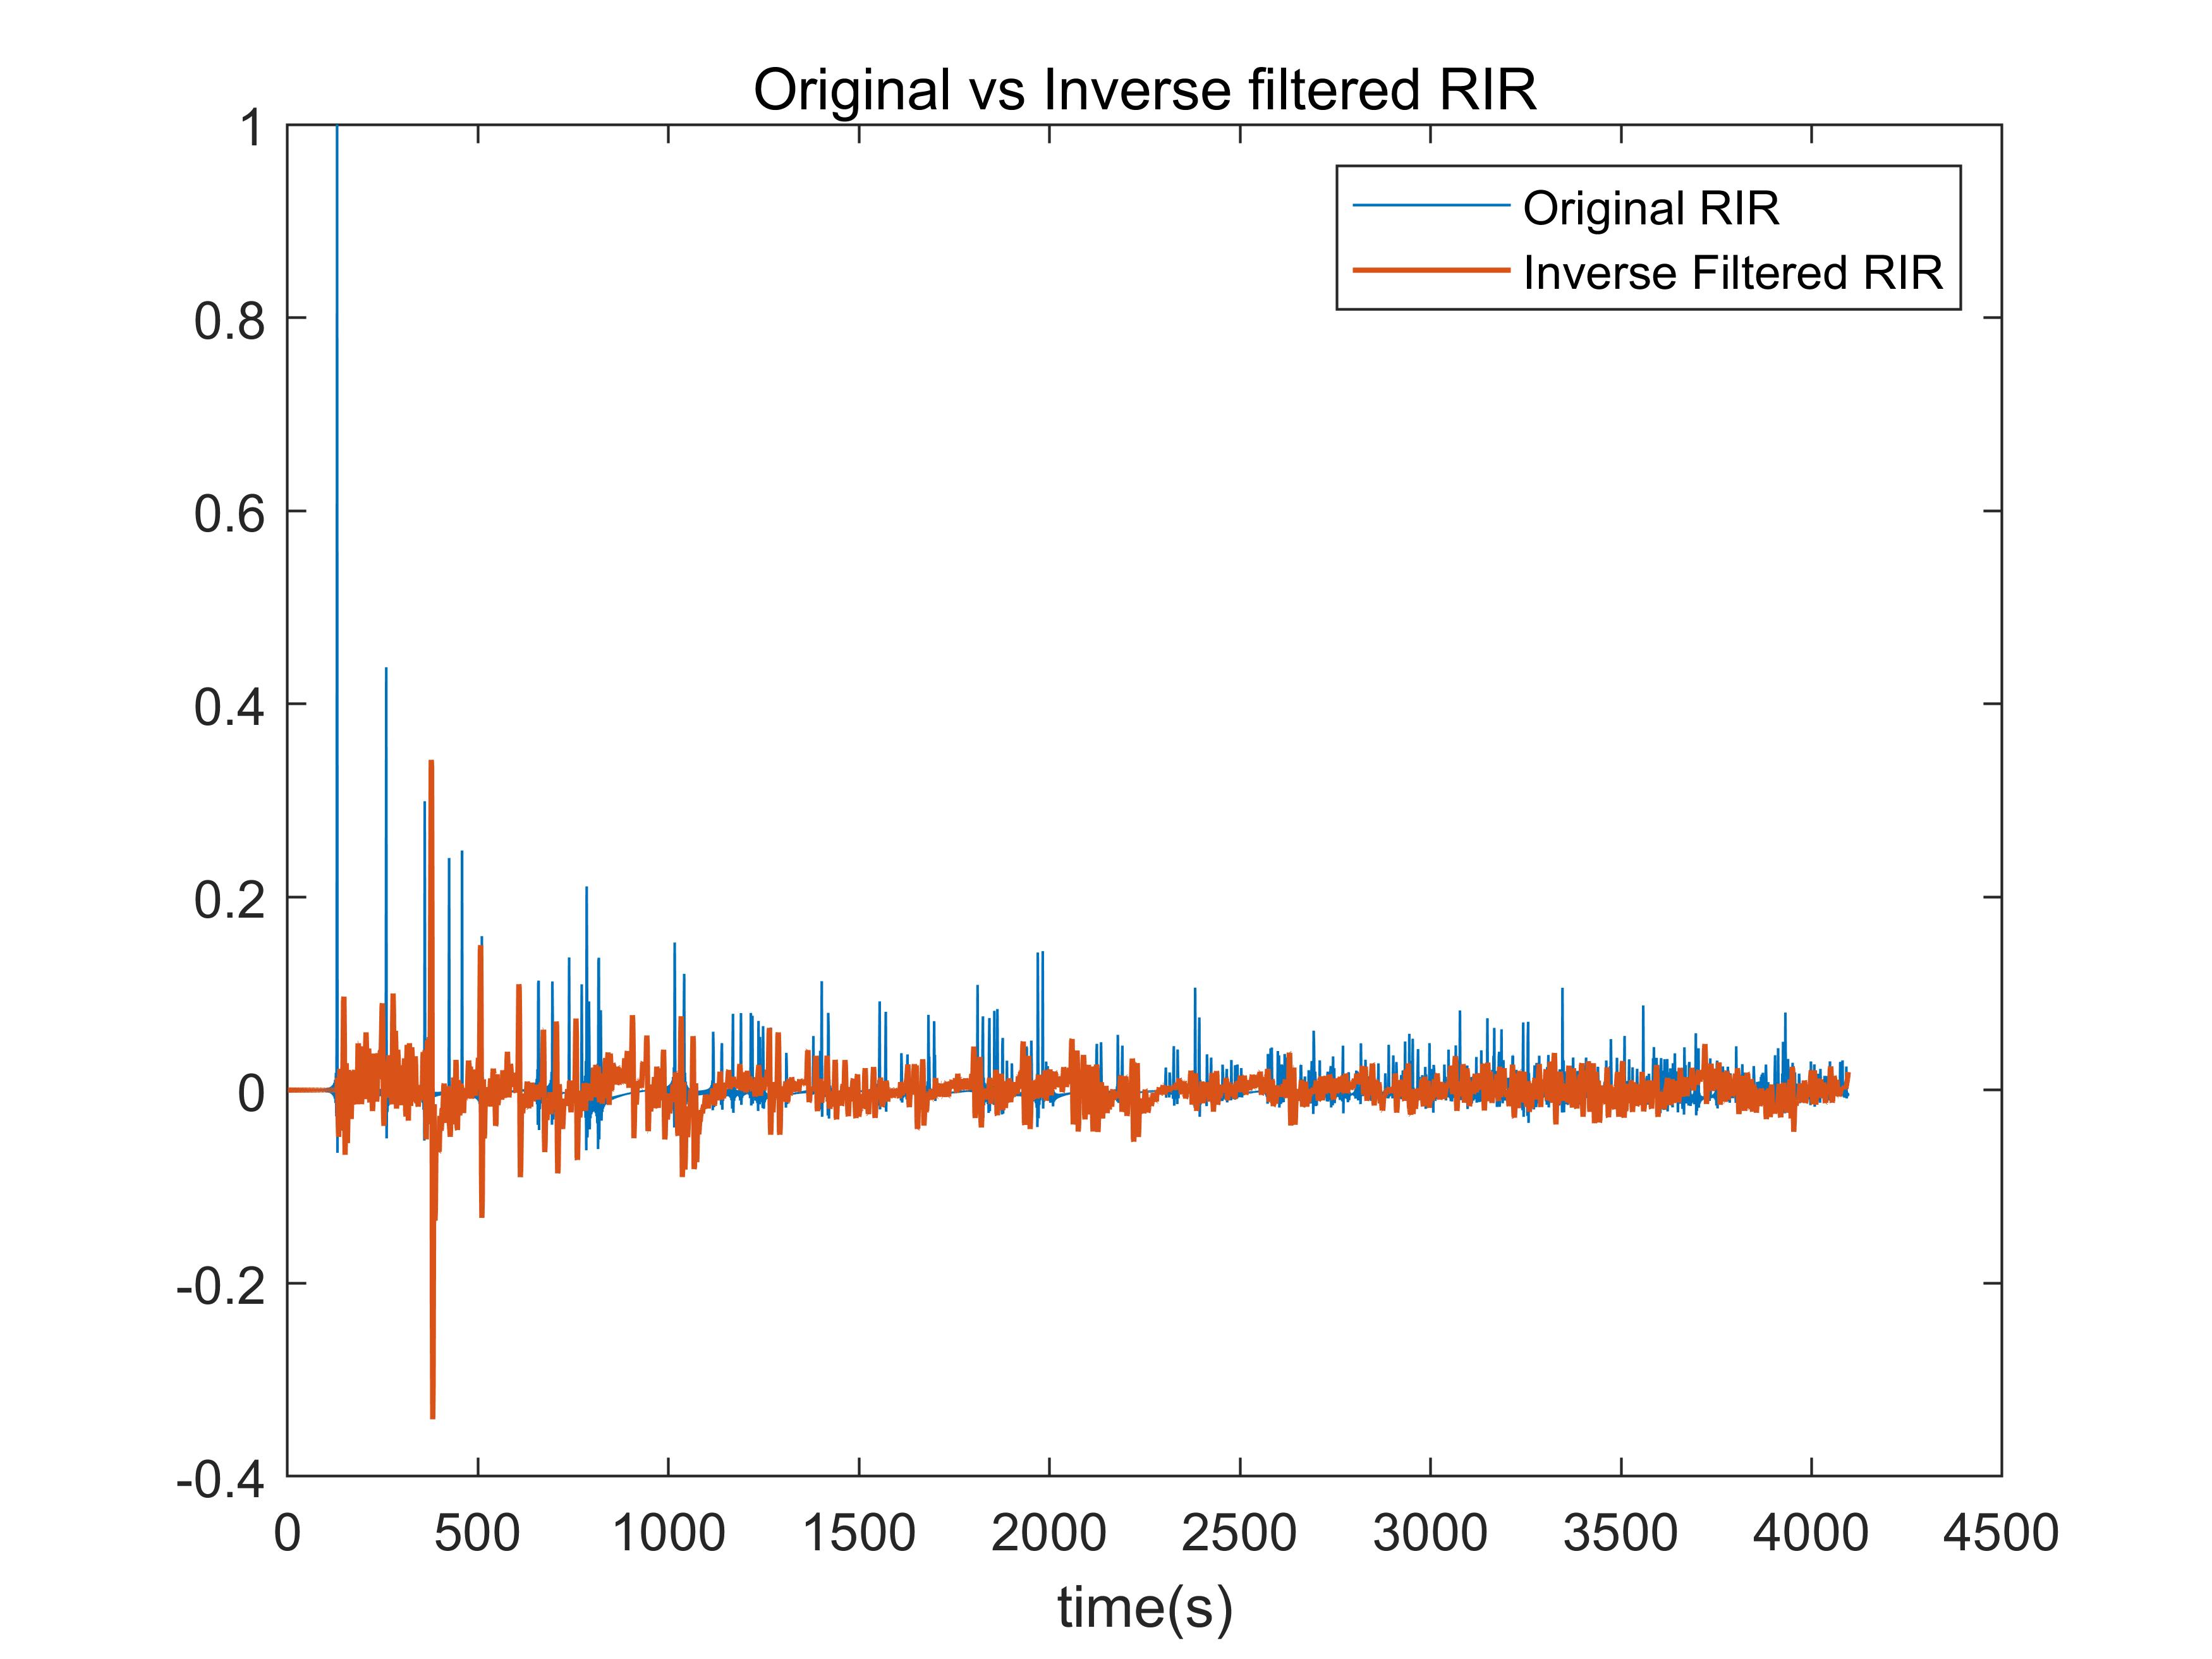 Original vs Inverse filtered RIR
Original RIR
Inverse Filtered RIR
1
0.8
0.6
0.4
0.2
0
-0.2
-0.4
0 500 1000 1500 2000 2500 3000 3500 4000 4500
time(s)